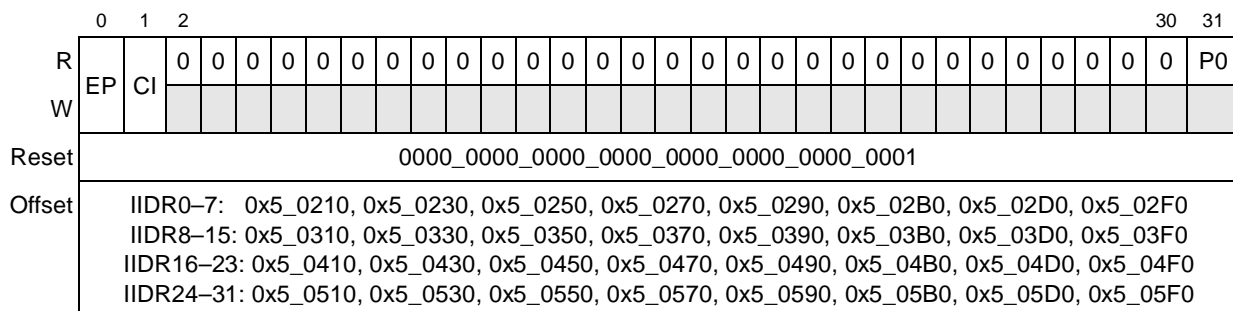 0 1 2 30 31
R EP CI 0 0 0 0 0 0 0 0 0 0 0 0 0 0 0 0 0 0 0 0 0 0 0 0 0 0 0 0 0 P0
W
Reset 0000_0000_0000_0000_0000_0000_0000_0001
Offset IIDR0–7: 0x5_0210, 0x5_0230, 0x5_0250, 0x5_0270, 0x5_0290, 0x5_02B0, 0x5_02D0, 0x5_02F0
IIDR8–15: 0x5_0310, 0x5_0330, 0x5_0350, 0x5_0370, 0x5_0390, 0x5_03B0, 0x5_03D0, 0x5_03F0
IIDR16–23: 0x5_0410, 0x5_0430, 0x5_0450, 0x5_0470, 0x5_0490, 0x5_04B0, 0x5_04D0, 0x5_04F0
IIDR24–31: 0x5_0510, 0x5_0530, 0x5_0550, 0x5_0570, 0x5_0590, 0x5_05B0, 0x5_05D0, 0x5_05F0